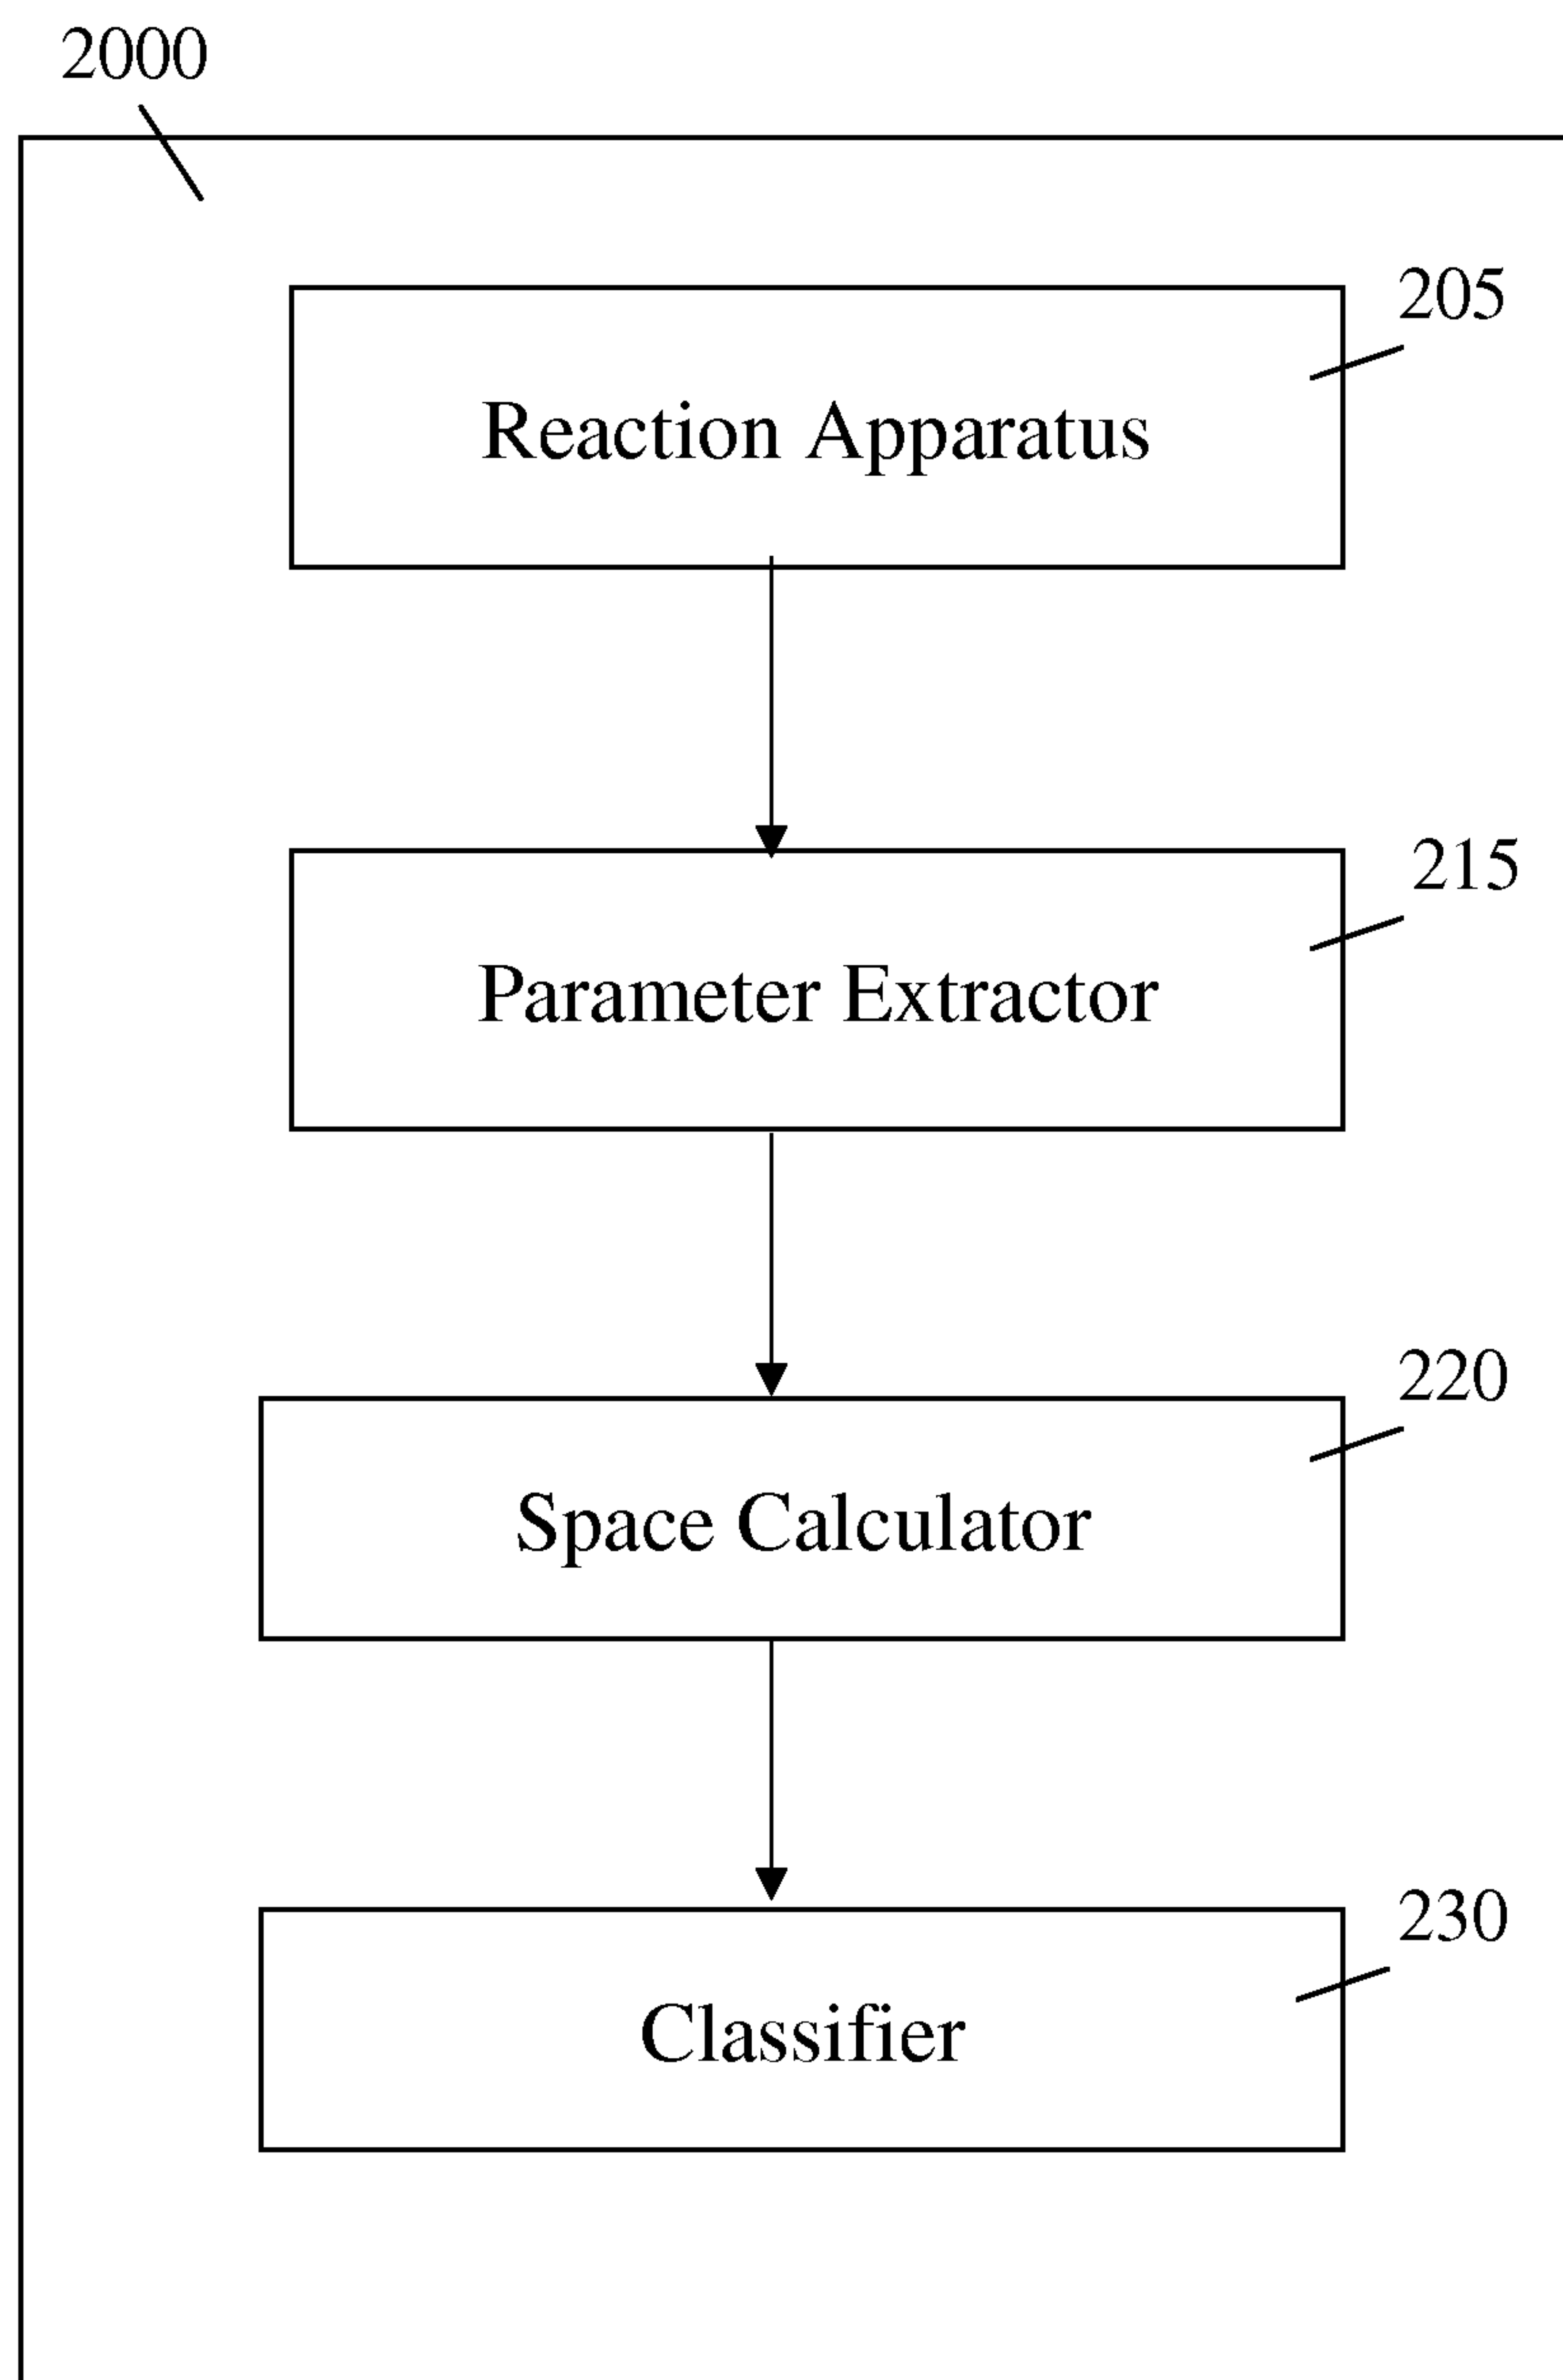 2000
205
Reaction Apparatus
215
Parameter Extractor
220
Space Calculator
230
Classifier